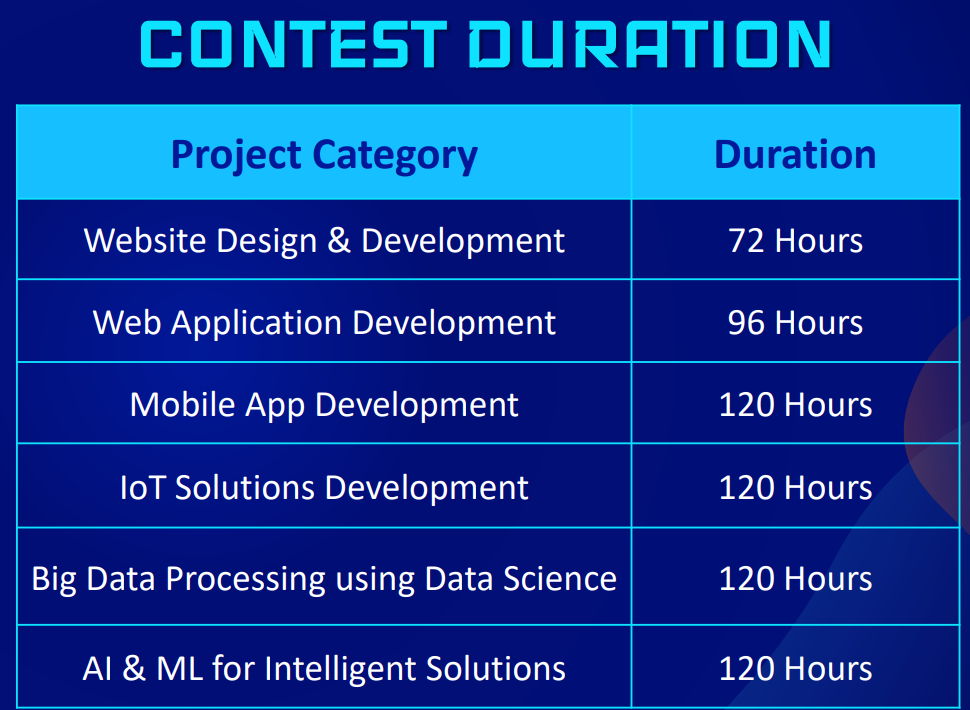 CONTEST DURATION
Project Category Duration
Website Design & Development 72 Hours
Web Application Development 96 Hours
Mobile App Development 120 Hours
IoT Solutions Development 120 Hours
Big Data Processing using Data Science 120 Hours
AI & ML for Intelligent Solutions 120 Hours